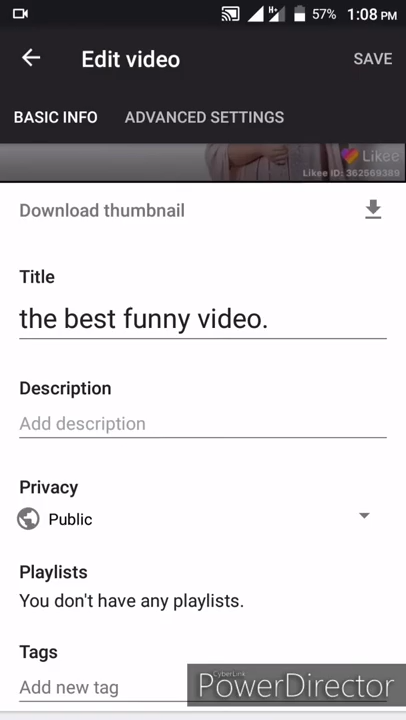 57% 1:08 PM
Edit video SAVE
BASIC INFO ADVANCED SETTINGS
Likee
Likee ID: 362569389
Download thumbnail
Title
the best funny video.
Description
Add description
Privacy
Public
Playlists
You don't have any playlists.
Tags
Add new tag
CyberLink
PowerDirector